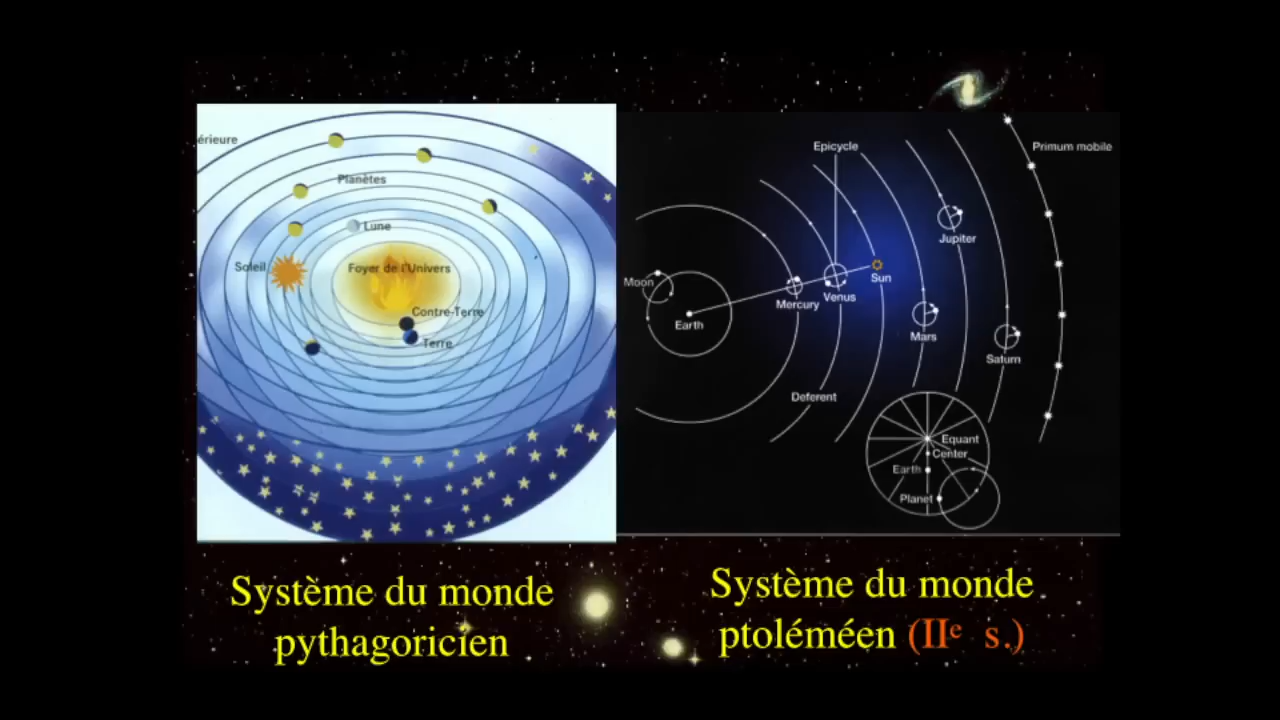 érieure
Planètes
Lune
Soleil
Foyer de l'Univers
Contre-Terre
Terre
Epicycle
Primum mobile
Jupiter
Moon
Sun
Venus
Mercury
Earth
Mars
Saturn
Deferent
Equant
Center
Earth
Planet
Système du monde
pythagoricien
Système du monde
ptoléméen (IIe s.)